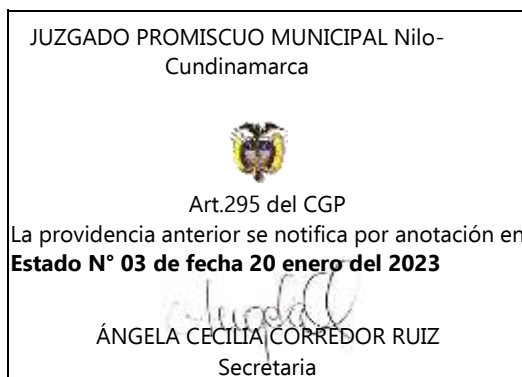 JUZGADO PROMISCUO MUNICIPAL Nilo-
Cundinamarca
Art.295 del CGP
La providencia anterior se notifica por anotación en
Estado N° 03 de fecha 20 enero del 2023
ÁNGELA CECILIA CORREDOR RUIZ
Secretaria